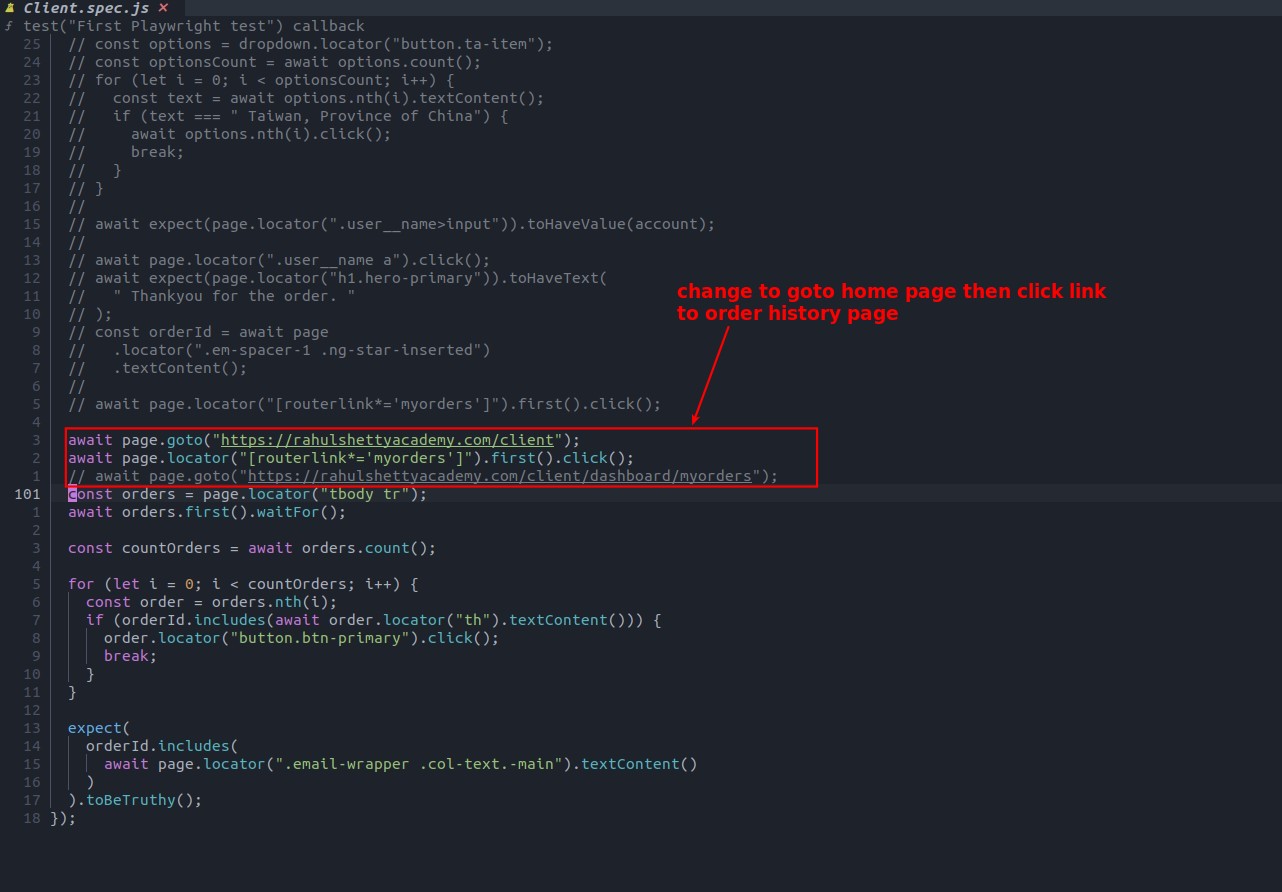 Client.spec.js ✕
f test("First Playwright test") callback
25 // const options = dropdown.locator("button.ta-item");
24 // const optionsCount = await options.count();
23 // for (let i = 0; i < optionsCount; i++) {
22 //   const text = await options.nth(i).textContent();
21 //   if (text === " Taiwan, Province of China") {
20 //     await options.nth(i).click();
19 //     break;
18 //   }
17 // }
16 //
15 // await expect(page.locator(".user__name>input")).toHaveValue(account);
14 //
13 // await page.locator(".user__name a").click();
12 // await expect(page.locator("h1.hero-primary")).toHaveText(
11 //   " Thankyou for the order. "
10 // );
9 // const orderId = await page
8 //   .locator(".em-spacer-1 .ng-star-inserted")
7 //   .textContent();
6 //
5 // await page.locator("[routerlink*='myorders']").first().click();
change to goto home page then click link
to order history page
4
3 await page.goto("https://rahulshettyacademy.com/client");
2 await page.locator("[routerlink*='myorders']").first().click();
1 // await page.goto("https://rahulshettyacademy.com/client/dashboard/myorders");
101 const orders = page.locator("tbody tr");
1 await orders.first().waitFor();
2
3 const countOrders = await orders.count();
4
5 for (let i = 0; i < countOrders; i++) {
6   const order = orders.nth(i);
7   if (orderId.includes(await order.locator("th").textContent())) {
8     order.locator("button.btn-primary").click();
9     break;
10   }
11 }
12
13 expect(
14   orderId.includes(
15     await page.locator(".email-wrapper .col-text.-main").textContent()
16   )
17 ).toBeTruthy();
18 });